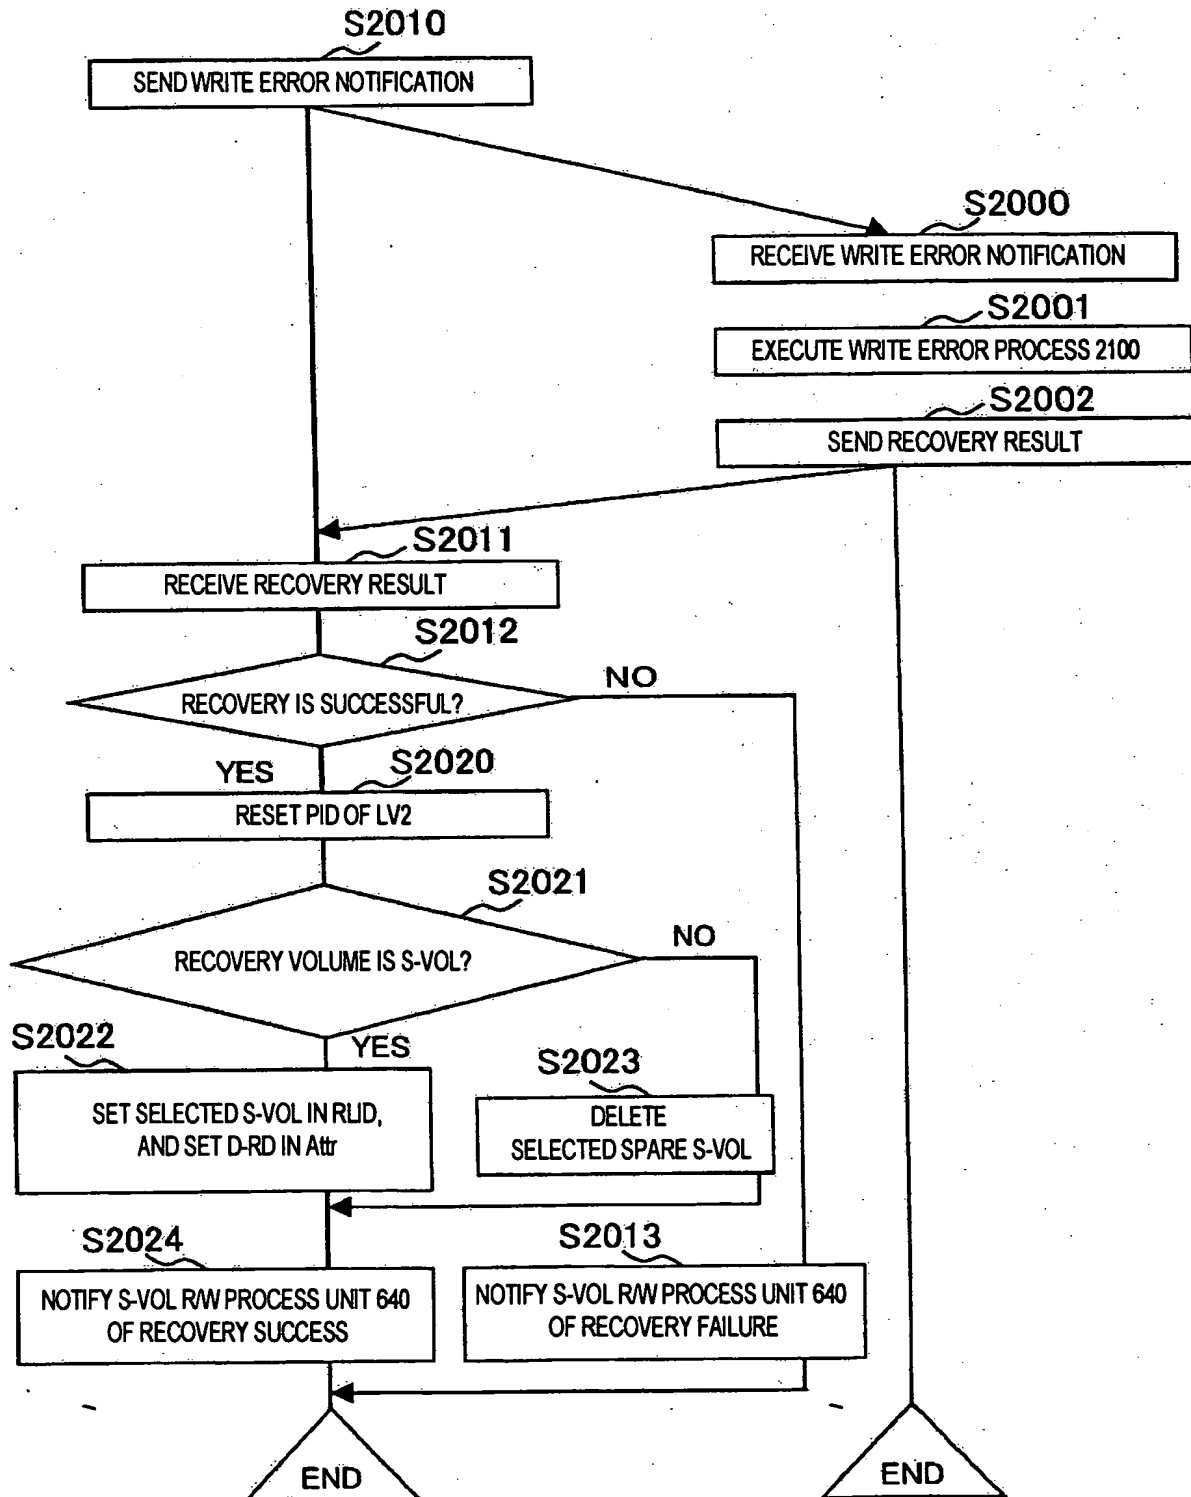 S2010
SEND WRITE ERROR NOTIFICATION
S2000
RECEIVE WRITE ERROR NOTIFICATION
S2001
EXECUTE WRITE ERROR PROCESS 2100
S2002
SEND RECOVERY RESULT
S2011
RECEIVE RECOVERY RESULT
S2012
RECOVERY IS SUCCESSFUL?
NO
YES
S2020
RESET PID OF LV2
S2021
RECOVERY VOLUME IS S-VOL?
NO
YES
S2022
SET SELECTED S-VOL IN RLID,
AND SET D-RD IN Attr
S2023
DELETE
SELECTED SPARE S-VOL
S2024
NOTIFY S-VOL R/W PROCESS UNIT 640
OF RECOVERY SUCCESS
S2013
NOTIFY S-VOL R/W PROCESS UNIT 640
OF RECOVERY FAILURE
END
END